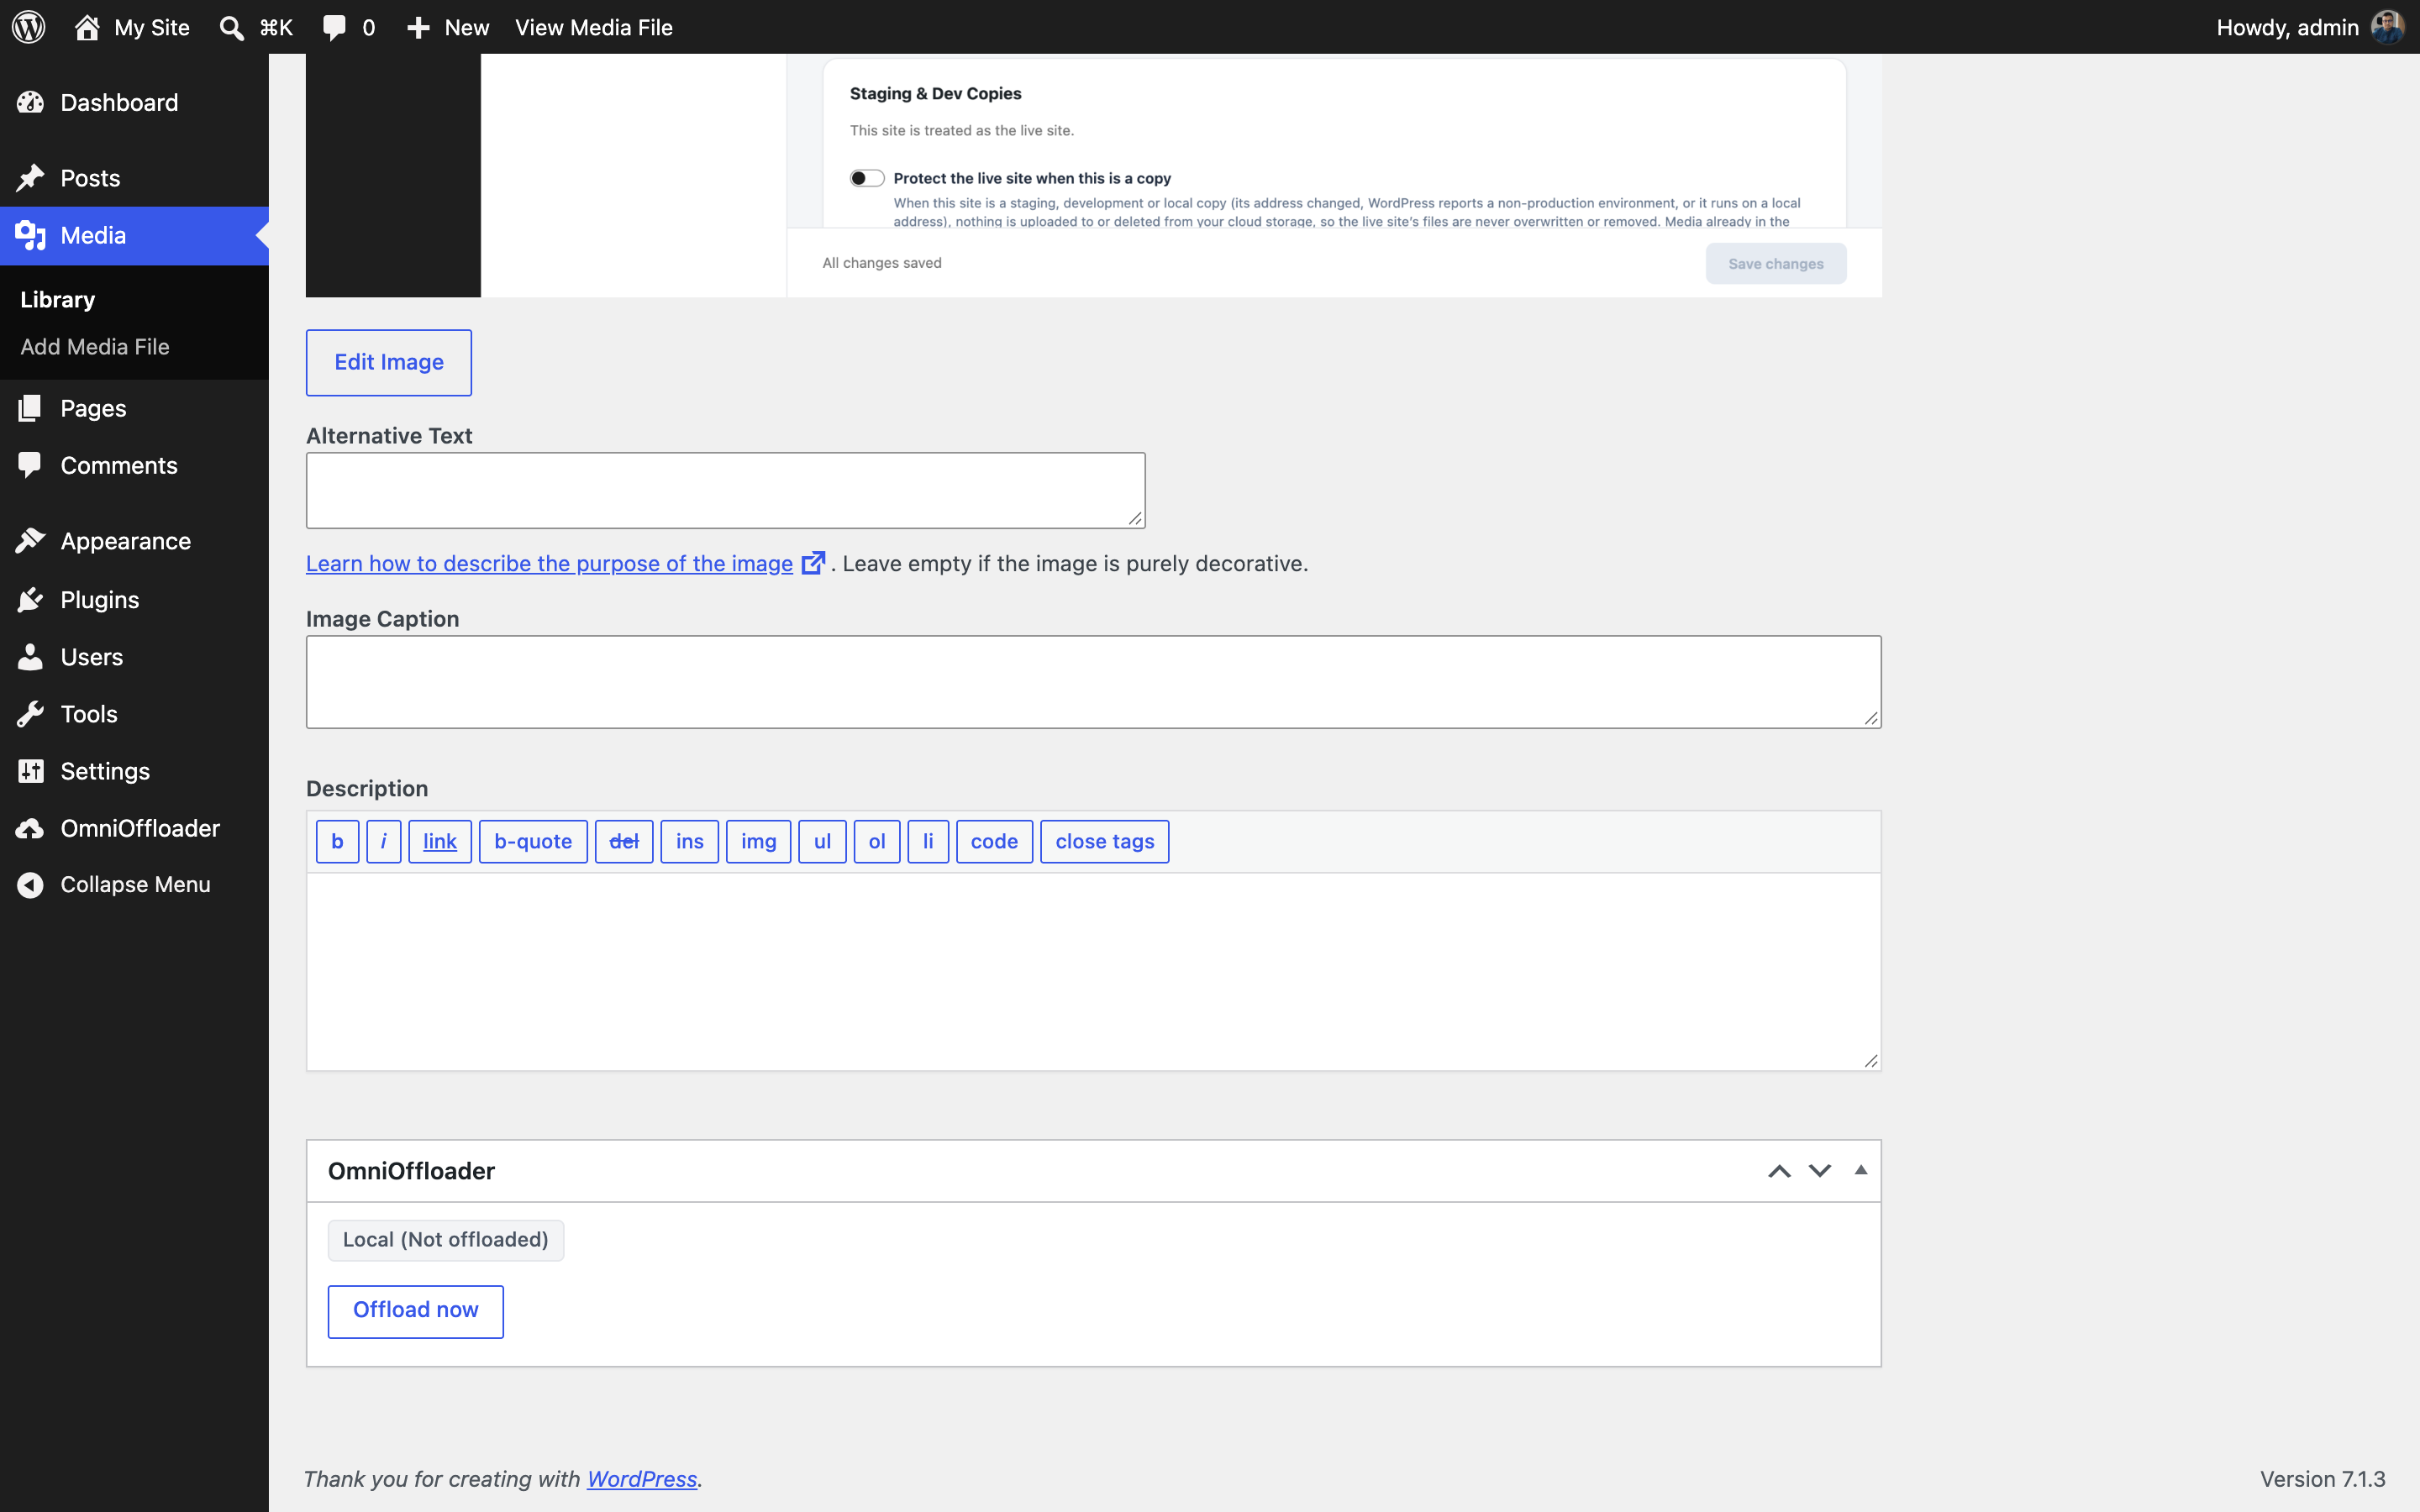 My Site
⌘K
0
New
View Media File
Howdy, admin
Dashboard
Posts
Media
Library
Add Media File
Pages
Comments
Appearance
Plugins
Users
Tools
Settings
OmniOffloader
Collapse Menu
Staging & Dev Copies
This site is treated as the live site.
Protect the live site when this is a copy
When this site is a staging, development or local copy (its address changed, WordPress reports a non-production environment, or it runs on a local
address), nothing is uploaded to or deleted from your cloud storage, so the live site's files are never overwritten or removed. Media already in the
All changes saved
Save changes
Edit Image
Alternative Text
Learn how to describe the purpose of the image . Leave empty if the image is purely decorative.
Image Caption
Description
b
i
link
b-quote
del
ins
img
ul
ol
li
code
close tags
OmniOffloader
Local (Not offloaded)
Offload now
Thank you for creating with WordPress.
Version 7.1.3